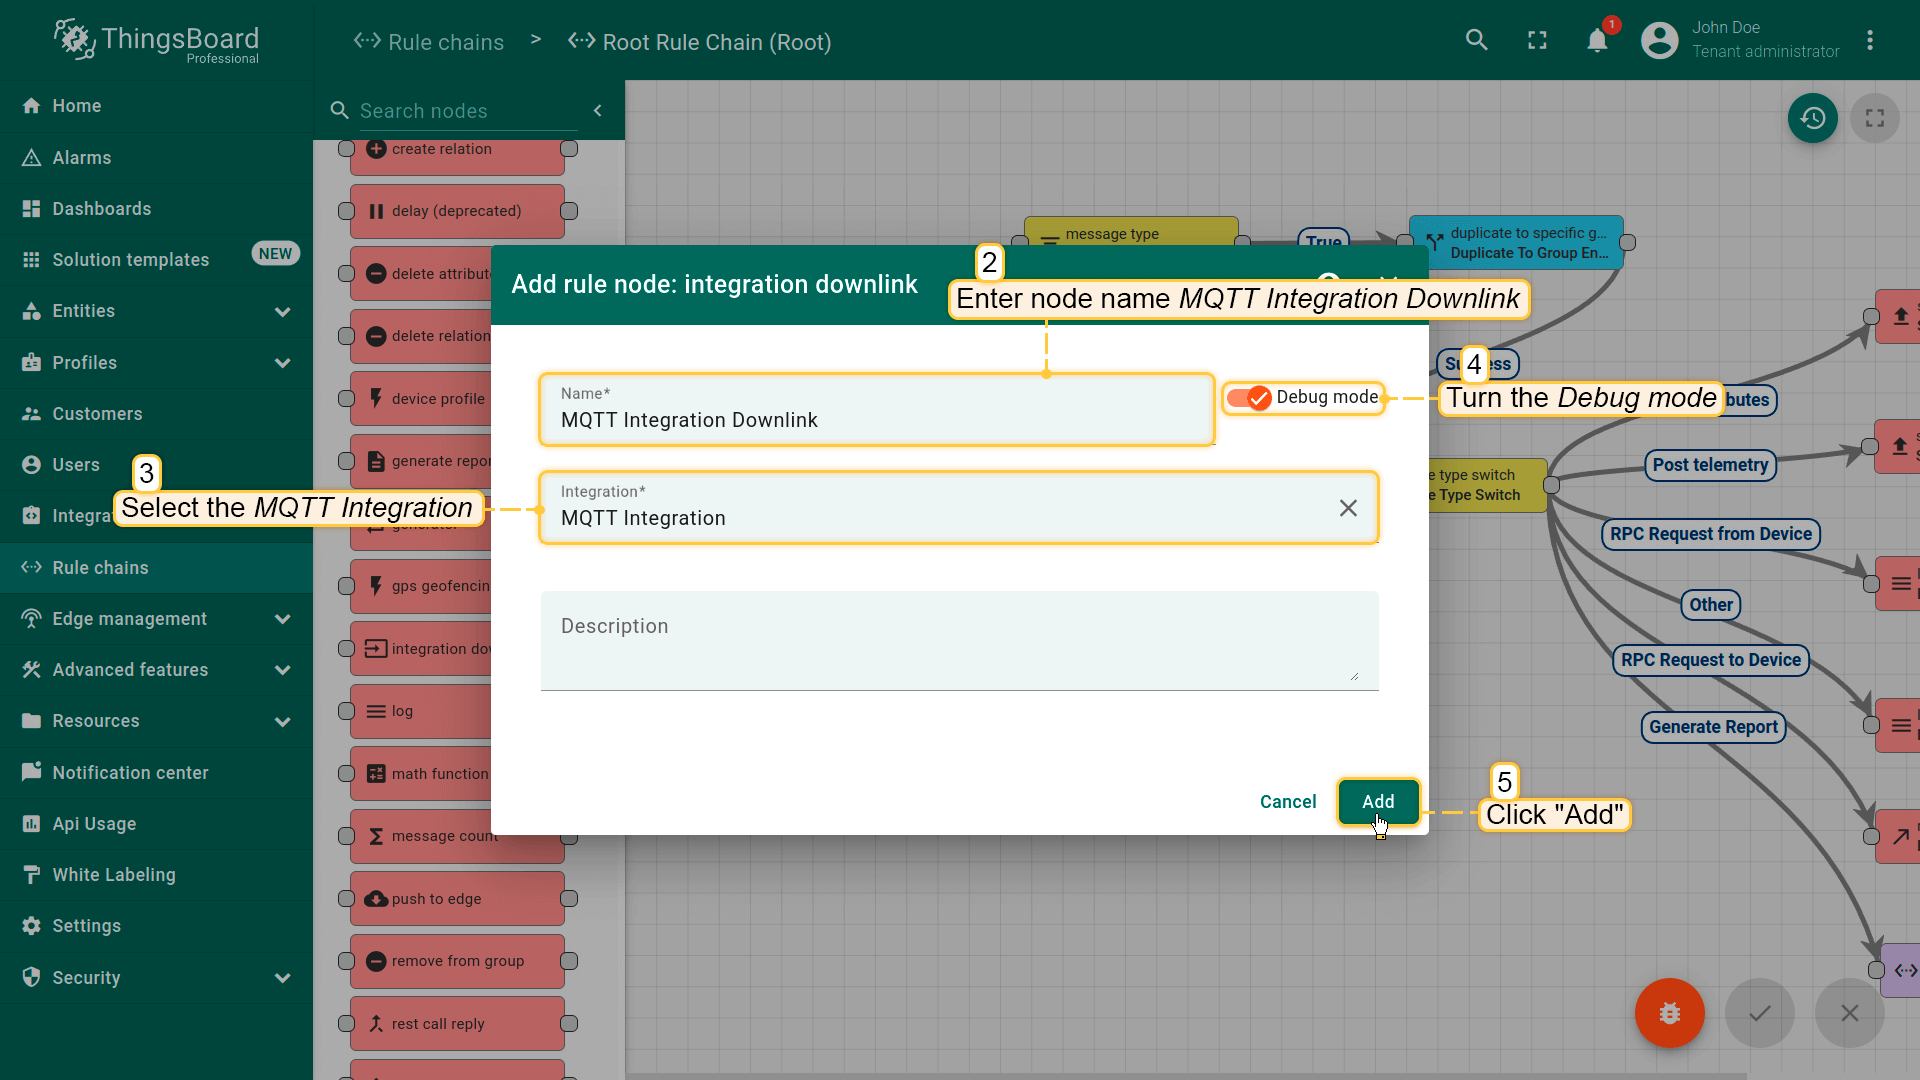 ThingsBoard
Professional
Rule chains
>
Root Rule Chain (Root)
1
John Doe
Tenant administrator
Home
Alarms
Dashboards
Solution templates
NEW
Entities
Profiles
Customers
Users
Integra
Rule chains
Edge management
Advanced features
Resources
Notification center
Api Usage
White Labeling
Settings
Security
Search nodes
create relation
delay (deprecated)
delete attribute
delete relation
device profile
generate repor
generator
gps geofencin
integration dow
log
math function
message count
push to edge
remove from group
rest call reply
message type
True
duplicate to specific g...
Duplicate To Group En...
Add rule node: integration downlink
2
Enter node name MQTT Integration Downlink
Name*
MQTT Integration Downlink
Debug mode
4
Turn the Debug mode
3
Select the MQTT Integration
Integration*
MQTT Integration
Description
Cancel
Add
5
Click "Add"
butes
e type switch
e Type Switch
Post telemetry
RPC Request from Device
Other
RPC Request to Device
Generate Report